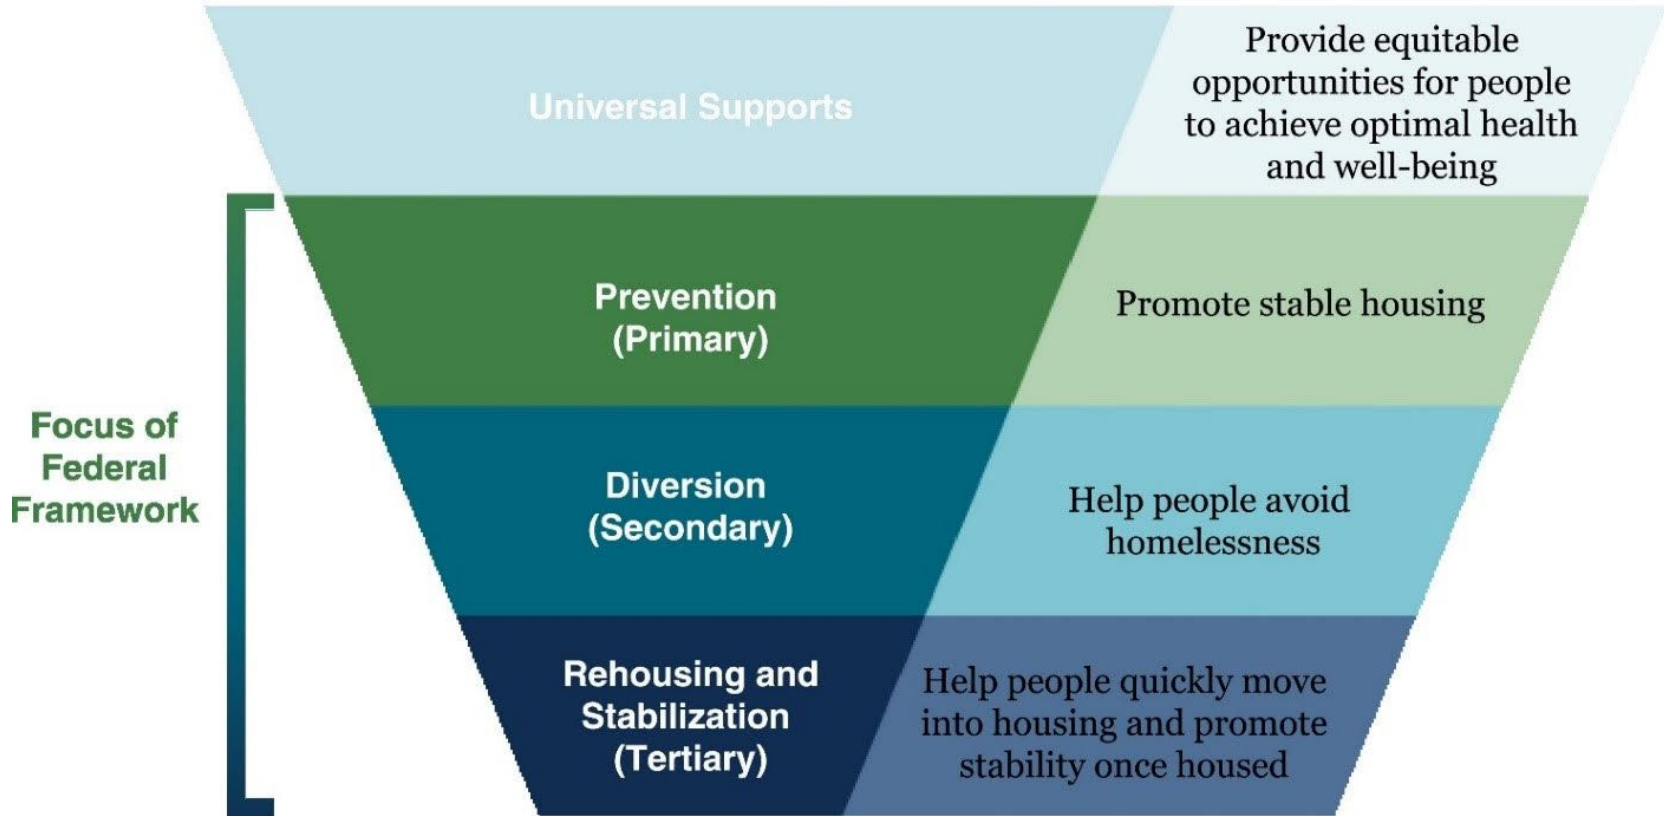 Universal Supports
Provide equitable
opportunities for people
to achieve optimal health
and well-being
Focus of
Federal
Framework
Prevention
(Primary)
Promote stable housing
Diversion
(Secondary)
Help people avoid
homelessness
Rehousing and
Stabilization
(Tertiary)
Help people quickly move
into housing and promote
stability once housed